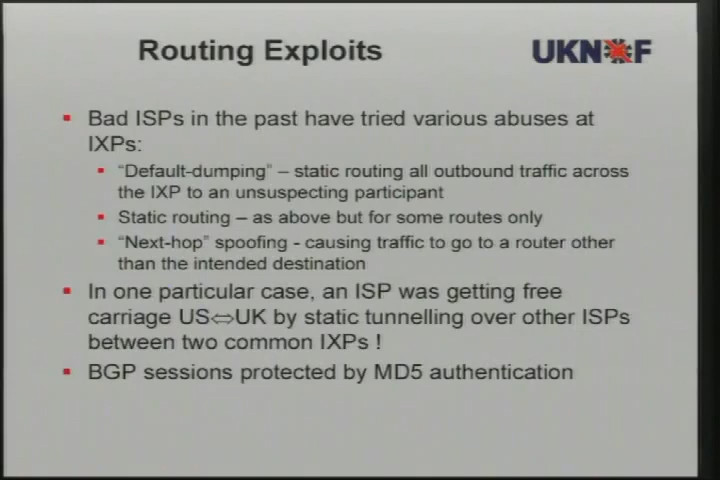 Routing Exploits
UKNOF
Bad ISPs in the past have tried various abuses at
IXPs:
“Default-dumping” – static routing all outbound traffic across
the IXP to an unsuspecting participant
Static routing – as above but for some routes only
“Next-hop” spoofing - causing traffic to go to a router other
than the intended destination
In one particular case, an ISP was getting free
carriage US⇔UK by static tunnelling over other ISPs
between two common IXPs !
BGP sessions protected by MD5 authentication